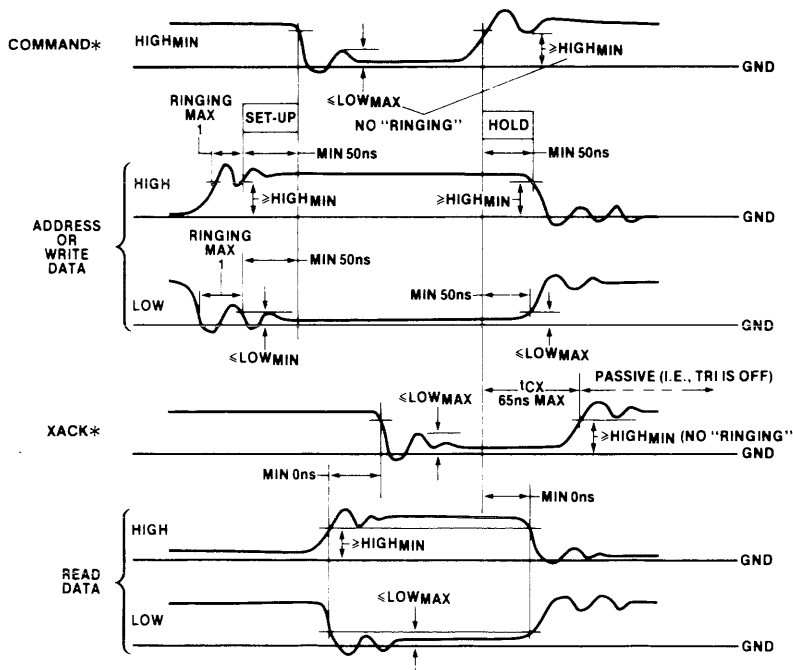 COMMAND*
HIGHMIN
≥HIGHMIN
GND
≤LOWMAX
NO "RINGING"
RINGING
MAX
1
SET-UP
HOLD
MIN 50ns
MIN 50ns
HIGH
≥HIGHMIN
≥HIGHMIN
GND
ADDRESS
OR
WRITE
DATA
RINGING
MAX
1
MIN 50ns
MIN 50ns
LOW
GND
≤LOWMIN
≤LOWMAX
XACK*
≤LOWMAX
tCX
65ns MAX
PASSIVE (I.E., TRI IS OFF)
≥HIGHMIN (NO "RINGING"
GND
MIN 0ns
MIN 0ns
HIGH
≥HIGHMIN
GND
READ
DATA
≤LOWMAX
LOW
GND